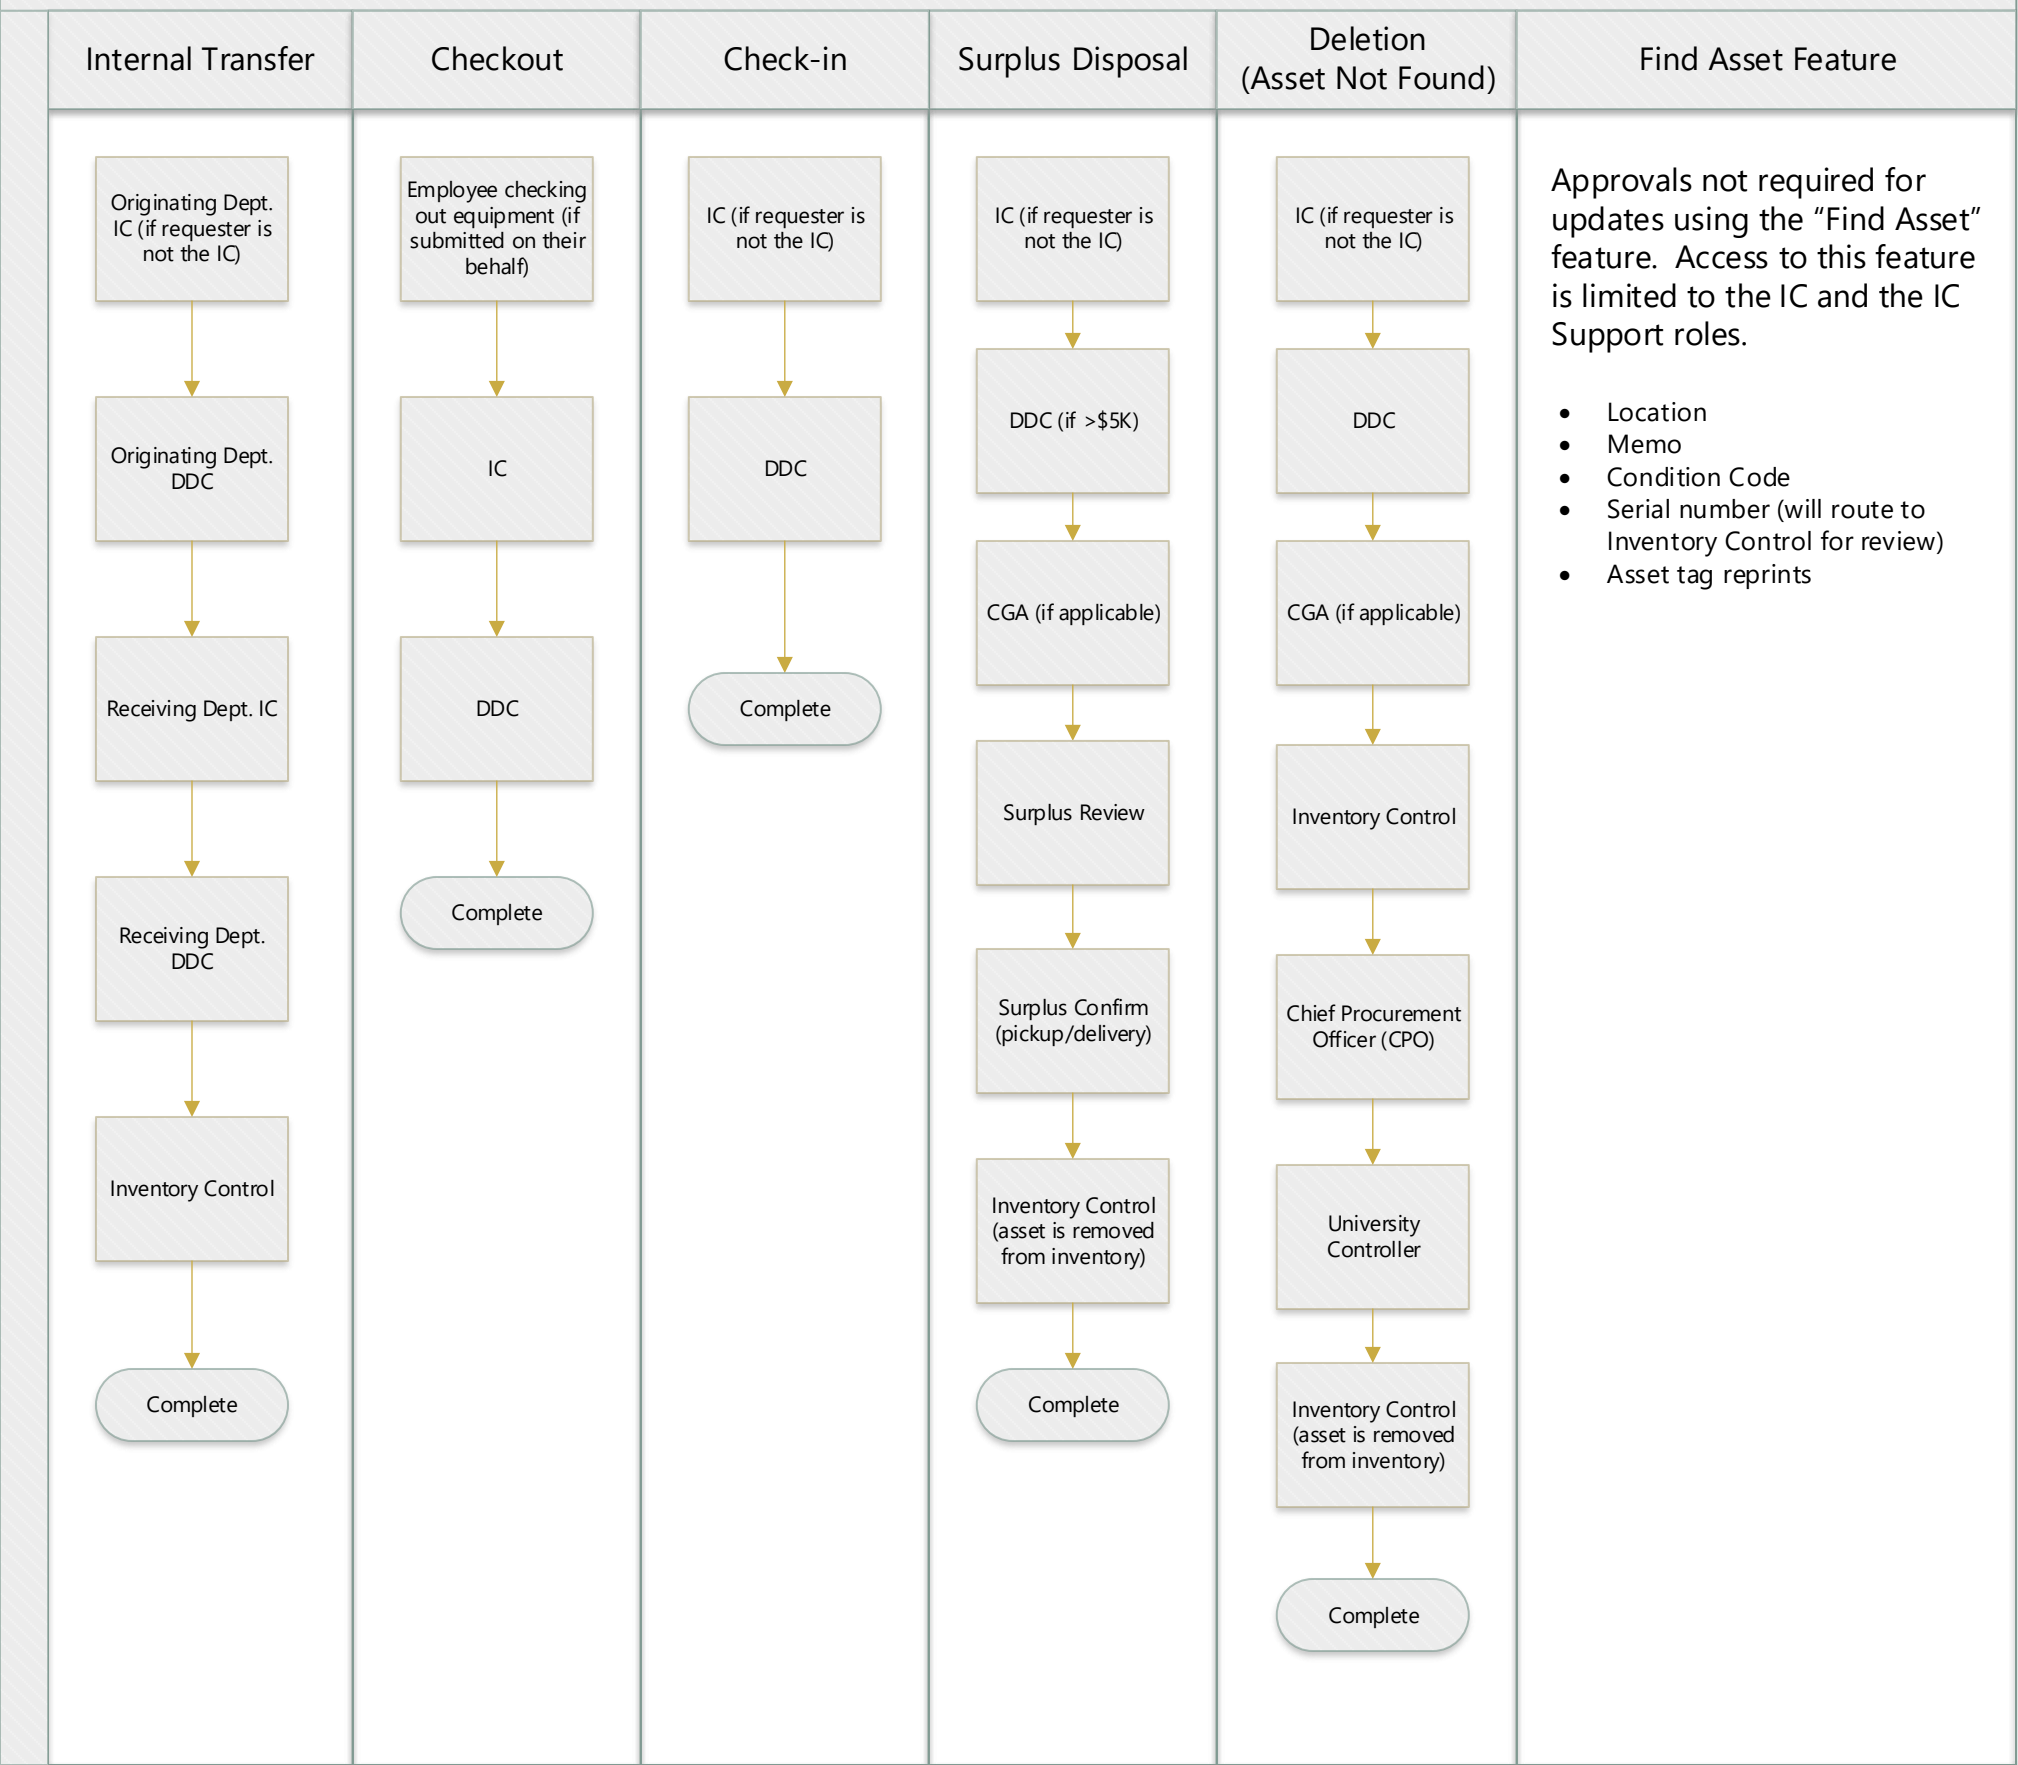 Internal Transfer
Checkout
Check-in
Surplus Disposal
Deletion
(Asset Not Found)
Find Asset Feature
Originating Dept.
IC (if requester is
not the IC)
Originating Dept.
DDC
Receiving Dept. IC
Receiving Dept.
DDC
Inventory Control
Complete
Employee checking
out equipment (if
submitted on their
behalf)
IC
DDC
Complete
IC (if requester is
not the IC)
DDC
Complete
IC (if requester is
not the IC)
DDC (if >$5K)
CGA (if applicable)
Surplus Review
Surplus Confirm
(pickup/delivery)
Inventory Control
(asset is removed
from inventory)
Complete
IC (if requester is
not the IC)
DDC
CGA (if applicable)
Inventory Control
Chief Procurement
Officer (CPO)
University
Controller
Inventory Control
(asset is removed
from inventory)
Complete
Approvals not required for
updates using the “Find Asset”
feature.  Access to this feature
is limited to the IC and the IC
Support roles.
• Location
• Memo
• Condition Code
• Serial number (will route to
Inventory Control for review)
• Asset tag reprints